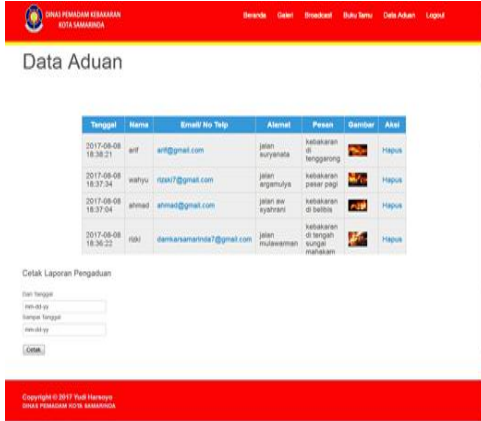 DINAS PEMADAM KEBAKARAN
KOTA SAMARINDA
Beranda Galeri Broadcast Buku Tamu Data Aduan Logout
Data Aduan
Tanggal Nama Email/ No Telp Alamat Pesan Gambar Aksi
2017-08-08 18:38:21 arif arif@gmail.com jalan suryanata kebakaran di tenggarong Hapus
2017-08-08 18:37:34 wahyu rizski7@gmail.com jalan argamulya kebakaran pasar pagi Hapus
2017-08-08 18:37:04 ahmad ahmad@gmail.com jalan aw syahrani kebakaran di belibis Hapus
2017-08-08 18:36:22 rizki damkarsamarinda7@gmail.com jalan mulawarman kebakaran di tengah sungai mahakam Hapus
Cetak Laporan Pengaduan
Dari Tanggal
mm-dd-yy
Sampai Tanggal
mm-dd-yy
Cetak
Copyright © 2017 Yudi Harsoyo
DINAS PEMADAM KOTA SAMARINDA